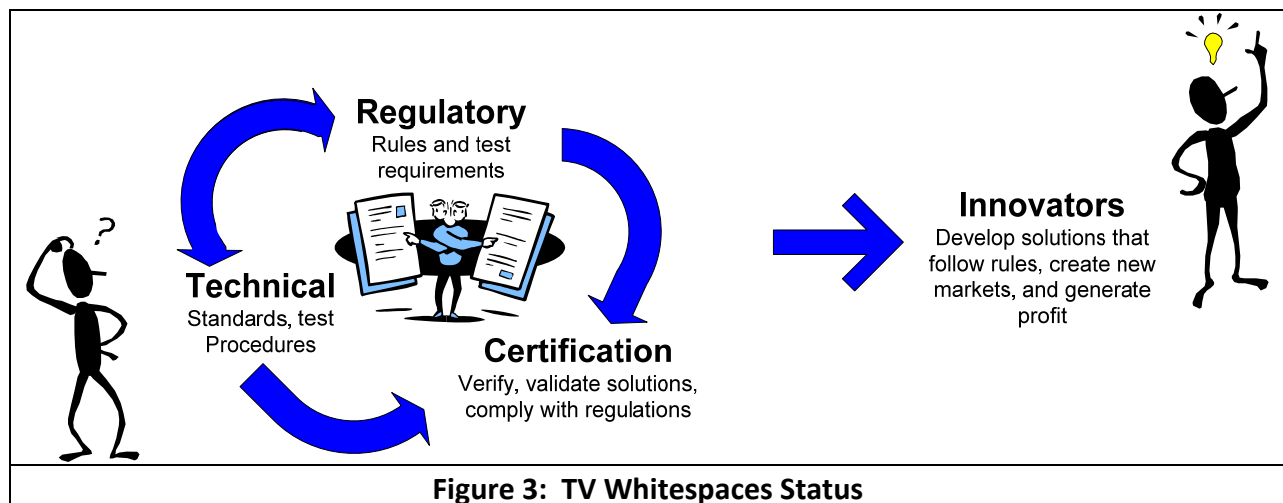 Regulatory
Rules and test
requirements
?
Technical
Standards, test
Procedures
Certification
Verify, validate solutions,
comply with regulations
Innovators
Develop solutions that
follow rules, create new
markets, and generate
profit
Figure 3: TV Whitespaces Status